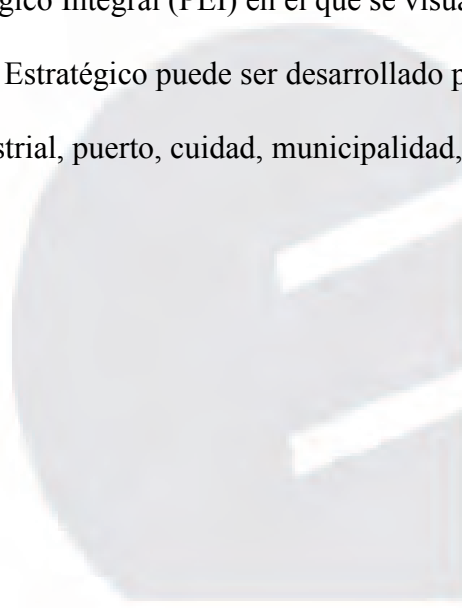 gico Integral (PEI) en el que se visua
Estratégico puede ser desarrollado p
strial, puerto, cuidad, municipalidad,